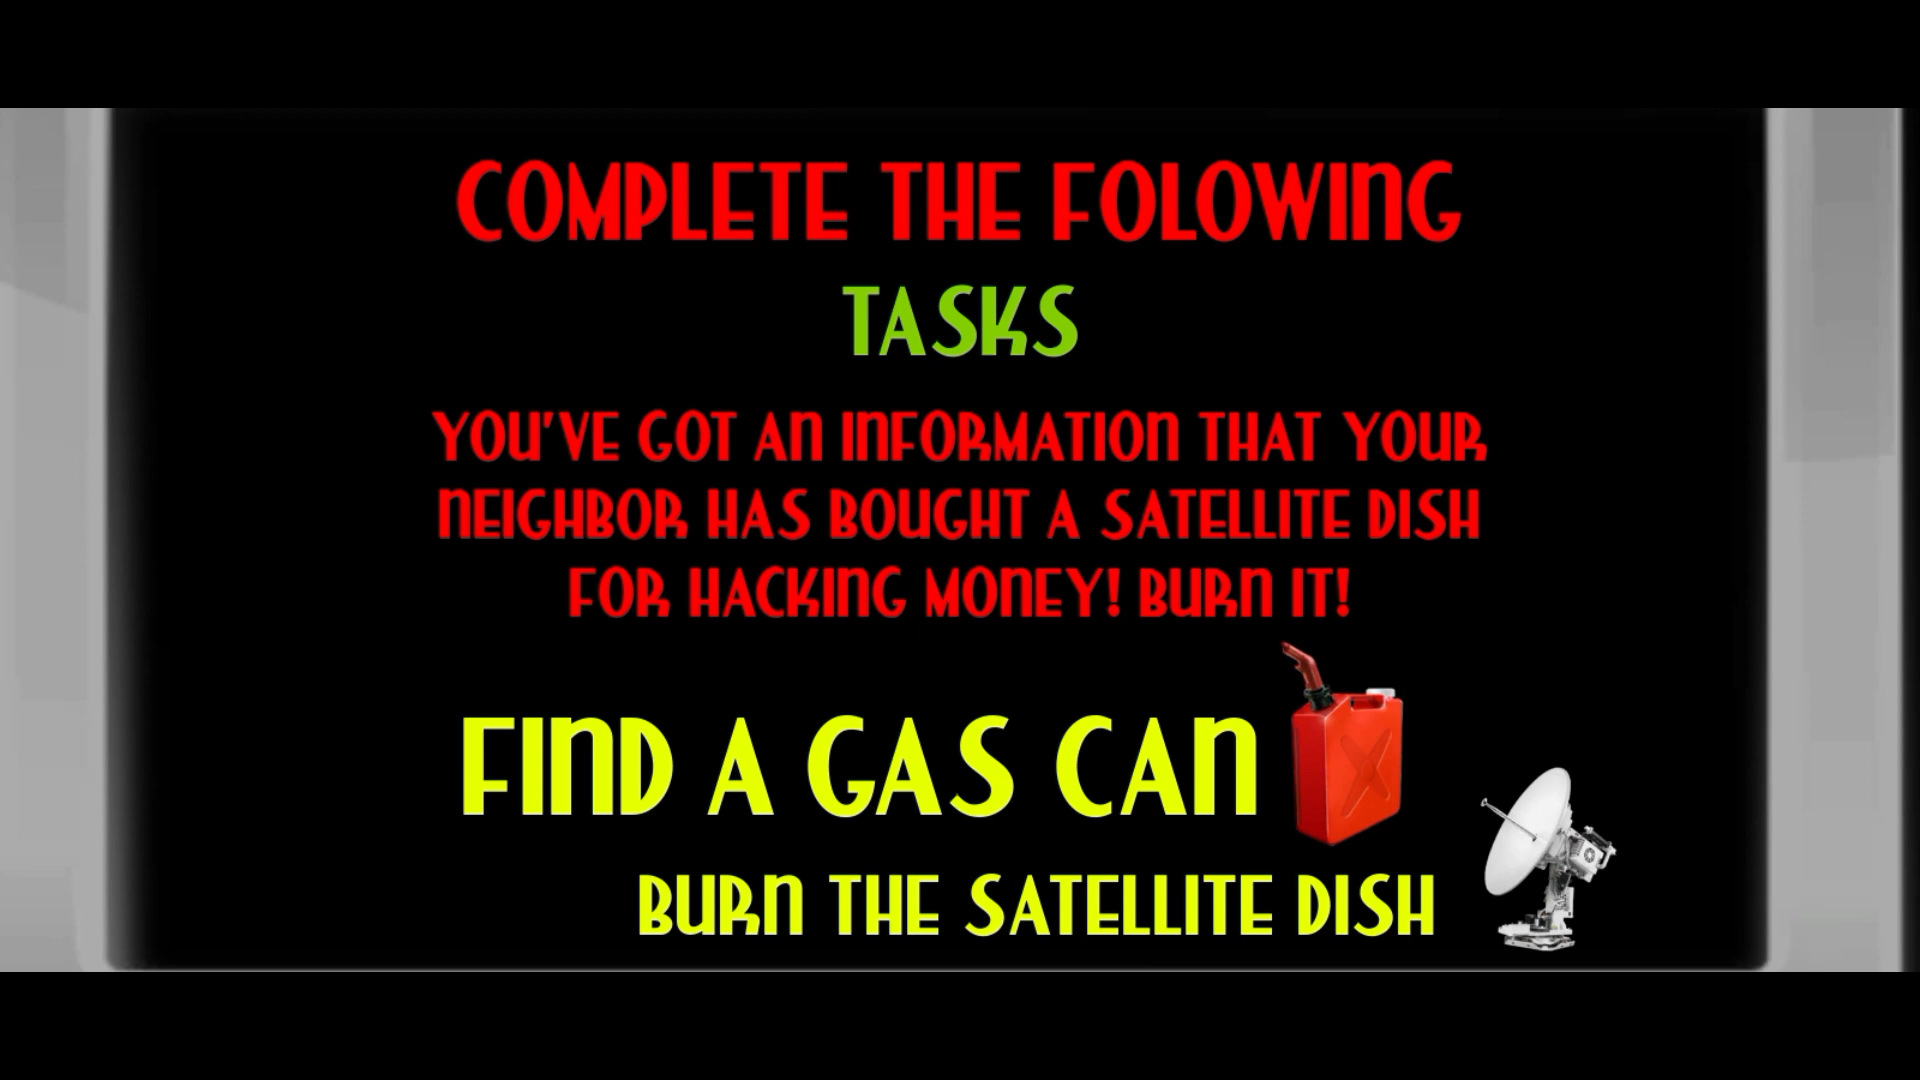 COMPLETE THE FOLOWING
TASKS
YOU'VE GOT AN INFORMATION THAT YOUR
NEIGHBOR HAS BOUGHT A SATELLITE DISH
FOR HACKING MONEY! BURN IT!
FIND A GAS CAN
BURN THE SATELLITE DISH